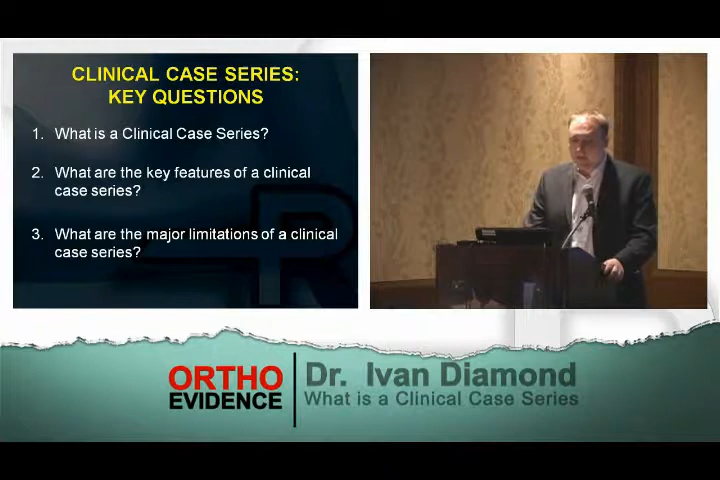 CLINICAL CASE SERIES:
KEY QUESTIONS
1. What is a Clinical Case Series?
2. What are the key features of a clinical
case series?
3. What are the major limitations of a clinical
case series?
ORTHO
EVIDENCE
Dr. Ivan Diamond
What is a Clinical Case Series